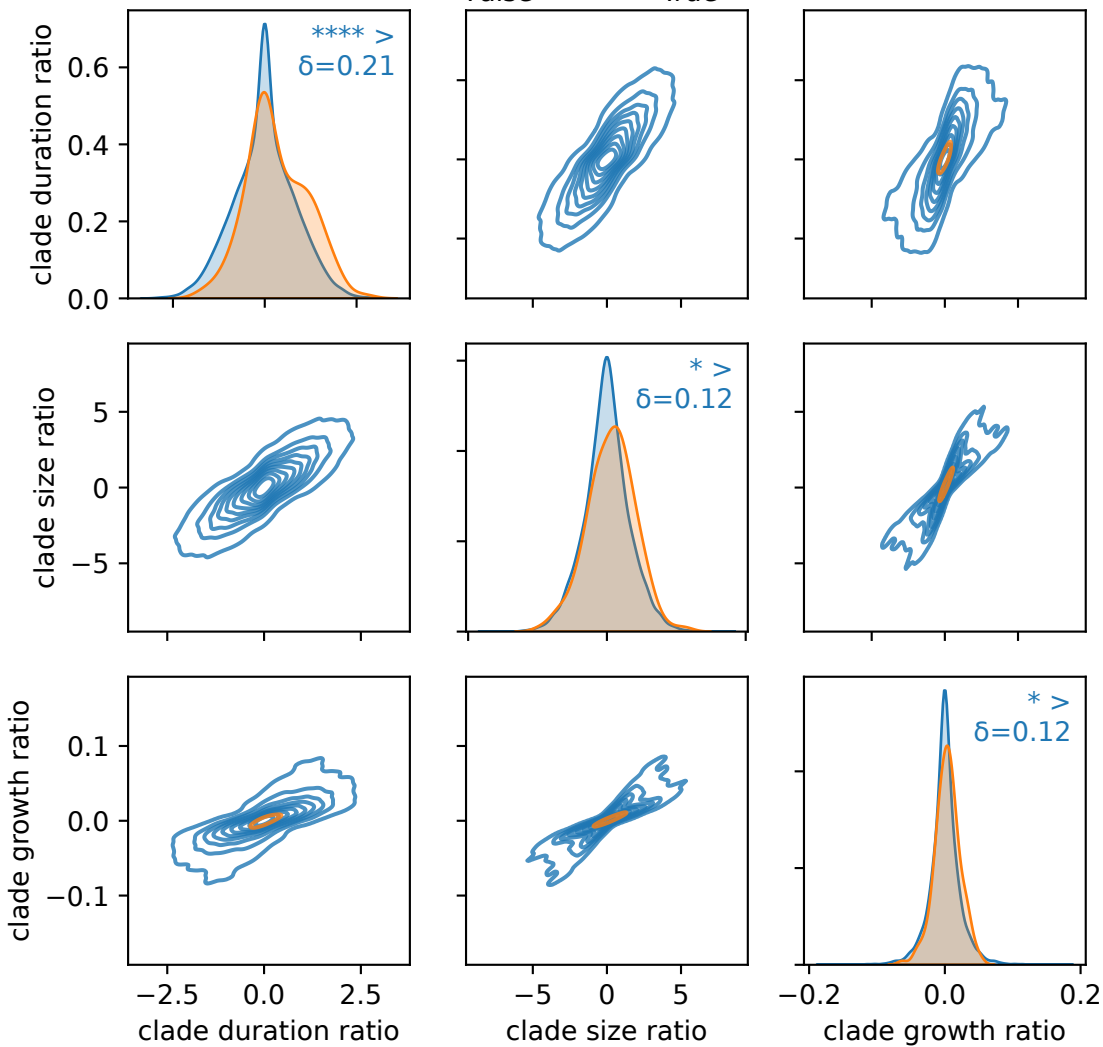 **** >
δ=0.21
0.6
0.4
0.2
0.0
clade duration ratio
* >
δ=0.12
5
0
−5
clade size ratio
* >
δ=0.12
0.1
0.0
−0.1
clade growth ratio
−2.5 0.0 2.5
−5 0 5
−0.2 0.0 0.2
clade duration ratio
clade size ratio
clade growth ratio